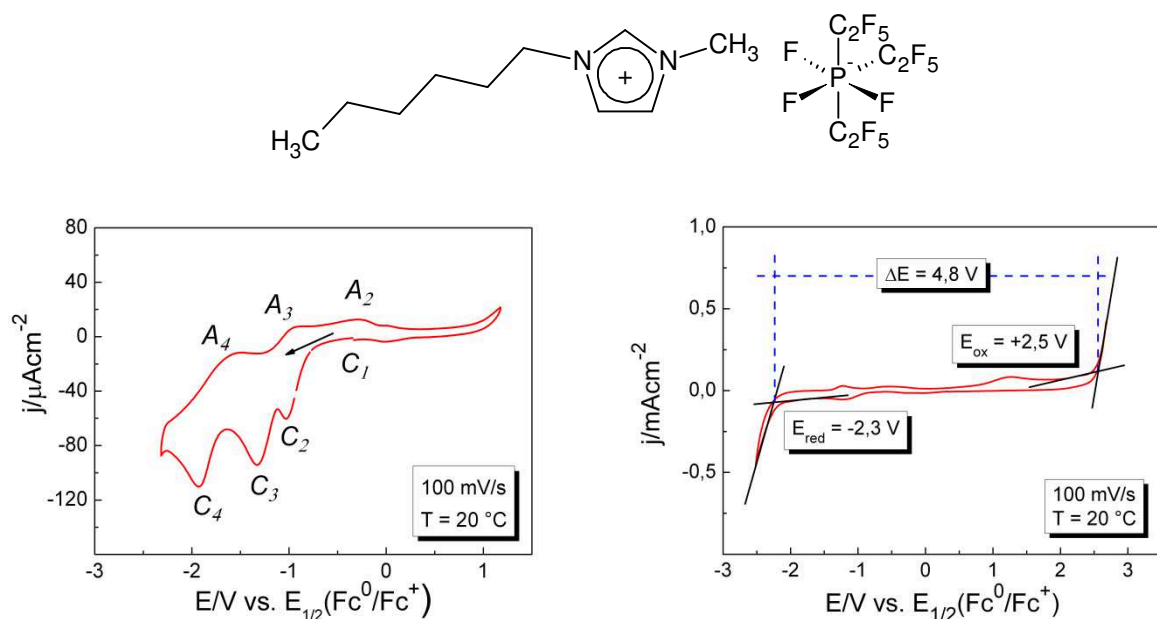 H₃C
N
N
+
CH₃
C₂F₅
F
P⁻
C₂F₅
F
F
C₂F₅
80
40
0
-40
-80
-120
j/μAcm⁻²
A₄
A₃
A₂
C₁
C₂
C₃
C₄
100 mV/s
T = 20 °C
-3
-2
-1
0
1
E/V vs. E₁/₂(Fc⁰/Fc⁺)
1,0
0,5
0,0
-0,5
j/mAcm⁻²
ΔE = 4,8 V
Eox = +2,5 V
Ered = -2,3 V
100 mV/s
T = 20 °C
-3
-2
-1
0
1
2
3
E/V vs. E₁/₂(Fc⁰/Fc⁺)